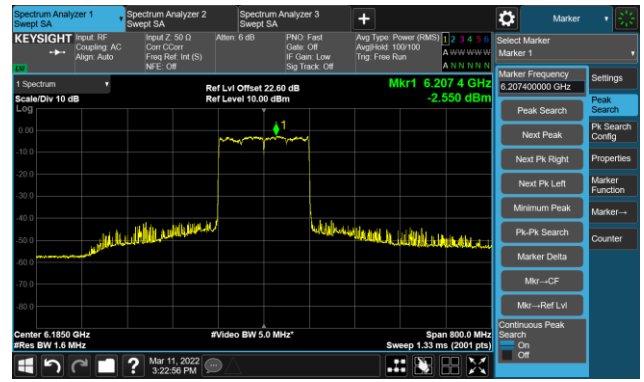 Spectrum Analyzer 1
Swept SA
Spectrum Analyzer 2
Swept SA
Spectrum Analyzer 3
Swept SA
+
Marker
KEYSIGHT
Input: RF
Coupling: AC
Align: Auto
Input Z: 50 Ω
Corr CCorr
Freq Ref: Int (S)
NFE: Off
Atten: 6 dB
PNO: Fast
Gate: Off
IF Gain: Low
Sig Track: Off
Avg Type: Power (RMS)
Avg|Hold: 100/100
Trig: Free Run
1 2 3 4 5 6
A W W W W W
A N N N N N
Select Marker
Marker 1
1 Spectrum
Scale/Div 10 dB
Log
Ref Lvl Offset 22.60 dB
Ref Level 10.00 dBm
Mkr1 6.207 4 GHz
-2.550 dBm
1
0.00
-10.0
-20.0
-30.0
-40.0
-50.0
-60.0
-70.0
-80.0
Center 6.1850 GHz
#Res BW 1.6 MHz
#Video BW 5.0 MHz*
Span 800.0 MHz
Sweep 1.33 ms (2001 pts)
Marker Frequency
6.207400000 GHz
Peak Search
Next Peak
Next Pk Right
Next Pk Left
Minimum Peak
Pk-Pk Search
Marker Delta
Mkr→CF
Mkr→Ref Lvl
Continuous Peak
Search
On
Off
Settings
Peak
Search
Pk Search
Config
Properties
Marker
Function
Marker→
Counter
?
Mar 11, 2022
3:22:56 PM